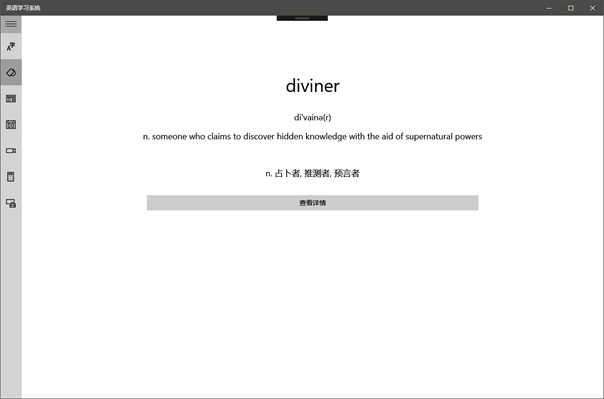 英语学习系统
diviner
di'vainə(r)
n. someone who claims to discover hidden knowledge with the aid of supernatural powers
n. 占卜者, 推测者, 预言者
查看详情